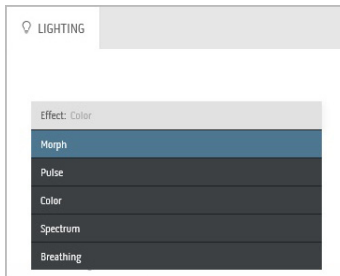 LIGHTING
Effect: Color
Morph
Pulse
Color
Spectrum
Breathing